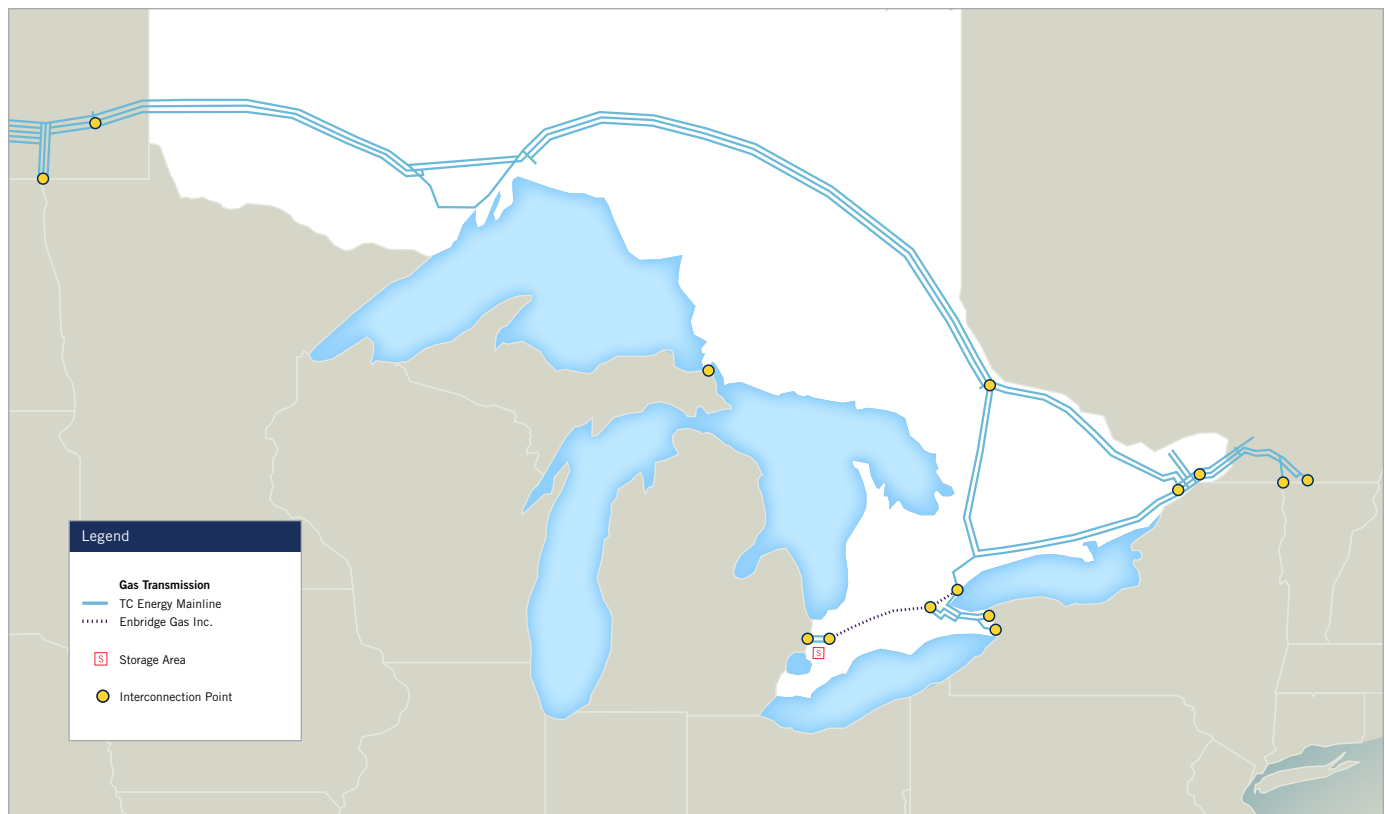 Legend
Gas Transmission
TC Energy Mainline
Enbridge Gas Inc.
S Storage Area
Interconnection Point
S